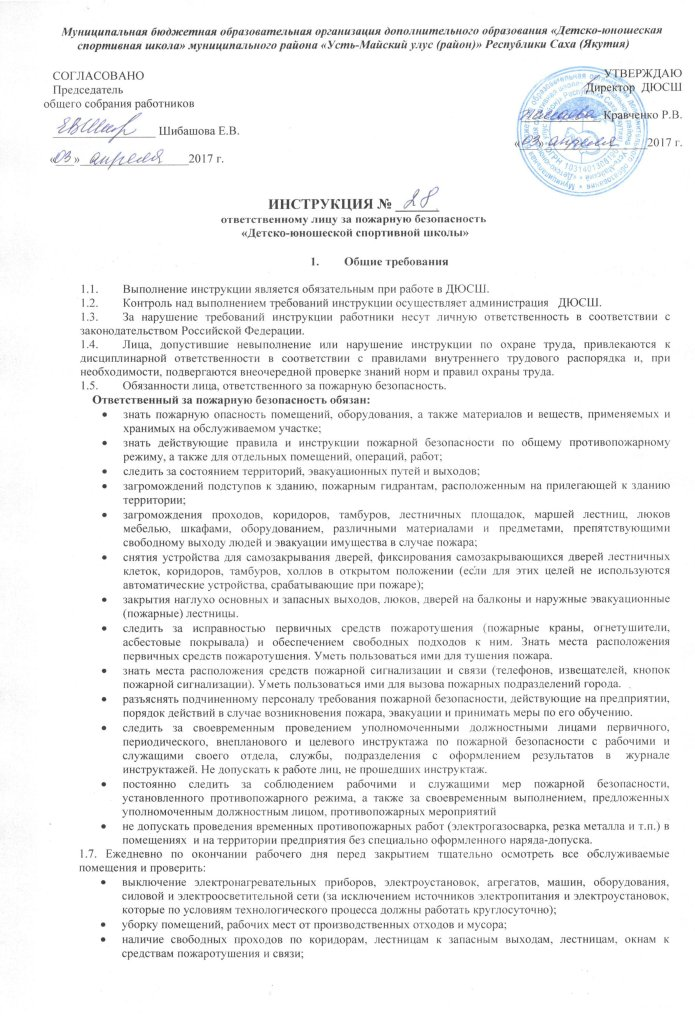 Муниципальная бюджетная образовательная организация дополнительного образования «Детско-юношеская
спортивная школа» муниципального района «Усть-Майский улус (район)» Республики Саха (Якутия)
СОГЛАСОВАНО
Председатель
общего собрания работников
Шибашова Е.В.
«03» апреля 2017 г.
УТВЕРЖДАЮ
Директор ДЮСШ
Кравченко Р.В.
«03» апреля 2017 г.
ИНСТРУКЦИЯ № 28
ответственному лицу за пожарную безопасность
«Детско-юношеской спортивной школы»
1. Общие требования
1.1. Выполнение инструкции является обязательным при работе в ДЮСШ.
1.2. Контроль над выполнением требований инструкции осуществляет администрация ДЮСШ.
1.3. За нарушение требований инструкции работники несут личную ответственность в соответствии с
законодательством Российской Федерации.
1.4. Лица, допустившие невыполнение или нарушение инструкции по охране труда, привлекаются к
дисциплинарной ответственности в соответствии с правилами внутреннего трудового распорядка и, при
необходимости, подвергаются внеочередной проверке знаний норм и правил охраны труда.
1.5. Обязанности лица, ответственного за пожарную безопасность.
Ответственный за пожарную безопасность обязан:
• знать пожарную опасность помещений, оборудования, а также материалов и веществ, применяемых и
хранимых на обслуживаемом участке;
• знать действующие правила и инструкции пожарной безопасности по общему противопожарному
режиму, а также для отдельных помещений, операций, работ;
• следить за состоянием территорий, эвакуационных путей и выходов;
• загромождений подступов к зданию, пожарным гидрантам, расположенным на прилегающей к зданию
территории;
• загромождения проходов, коридоров, тамбуров, лестничных площадок, маршей лестниц, люков
мебелью, шкафами, оборудованием, различными материалами и предметами, препятствующими
свободному выходу людей и эвакуации имущества в случае пожара;
• снятия устройства для самозакрывания дверей, фиксирования самозакрывающихся дверей лестничных
клеток, коридоров, тамбуров, холлов в открытом положении (если для этих целей не используются
автоматические устройства, срабатывающие при пожаре);
• закрытия наглухо основных и запасных выходов, люков, дверей на балконы и наружные эвакуационные
(пожарные) лестницы.
• следить за исправностью первичных средств пожаротушения (пожарные краны, огнетушители,
асбестовые покрывала) и обеспечением свободных подходов к ним. Знать места расположения
первичных средств пожаротушения. Уметь пользоваться ими для тушения пожара.
• знать места расположения средств пожарной сигнализации и связи (телефонов, извещателей, кнопок
пожарной сигнализации). Уметь пользоваться ими для вызова пожарных подразделений города.
• разъяснять подчиненному персоналу требования пожарной безопасности, действующие на предприятии,
порядок действий в случае возникновения пожара, эвакуации и принимать меры по его обучению.
• следить за своевременным проведением уполномоченными должностными лицами первичного,
периодического, внепланового и целевого инструктажа по пожарной безопасности с рабочими и
служащими своего отдела, службы, подразделения с оформлением результатов в журнале
инструктажей. Не допускать к работе лиц, не прошедших инструктаж.
• постоянно следить за соблюдением рабочими и служащими мер пожарной безопасности,
установленного противопожарного режима, а также за своевременным выполнением, предложенных
уполномоченным должностным лицом, противопожарных мероприятий
• не допускать проведения временных противопожарных работ (электрогазосварка, резка металла и т.п.) в
помещениях и на территории предприятия без специально оформленного наряда-допуска.
1.7. Ежедневно по окончании рабочего дня перед закрытием тщательно осмотреть все обслуживаемые
помещения и проверить:
• выключение электронагревательных приборов, электроустановок, агрегатов, машин, оборудования,
силовой и электроосветительной сети (за исключением источников электропитания и электроустановок,
которые по условиям технологического процесса должны работать круглосуточно);
• уборку помещений, рабочих мест от производственных отходов и мусора;
• наличие свободных проходов по коридорам, лестницам к запасным выходам, лестницам, окнам к
средствам пожаротушения и связи;